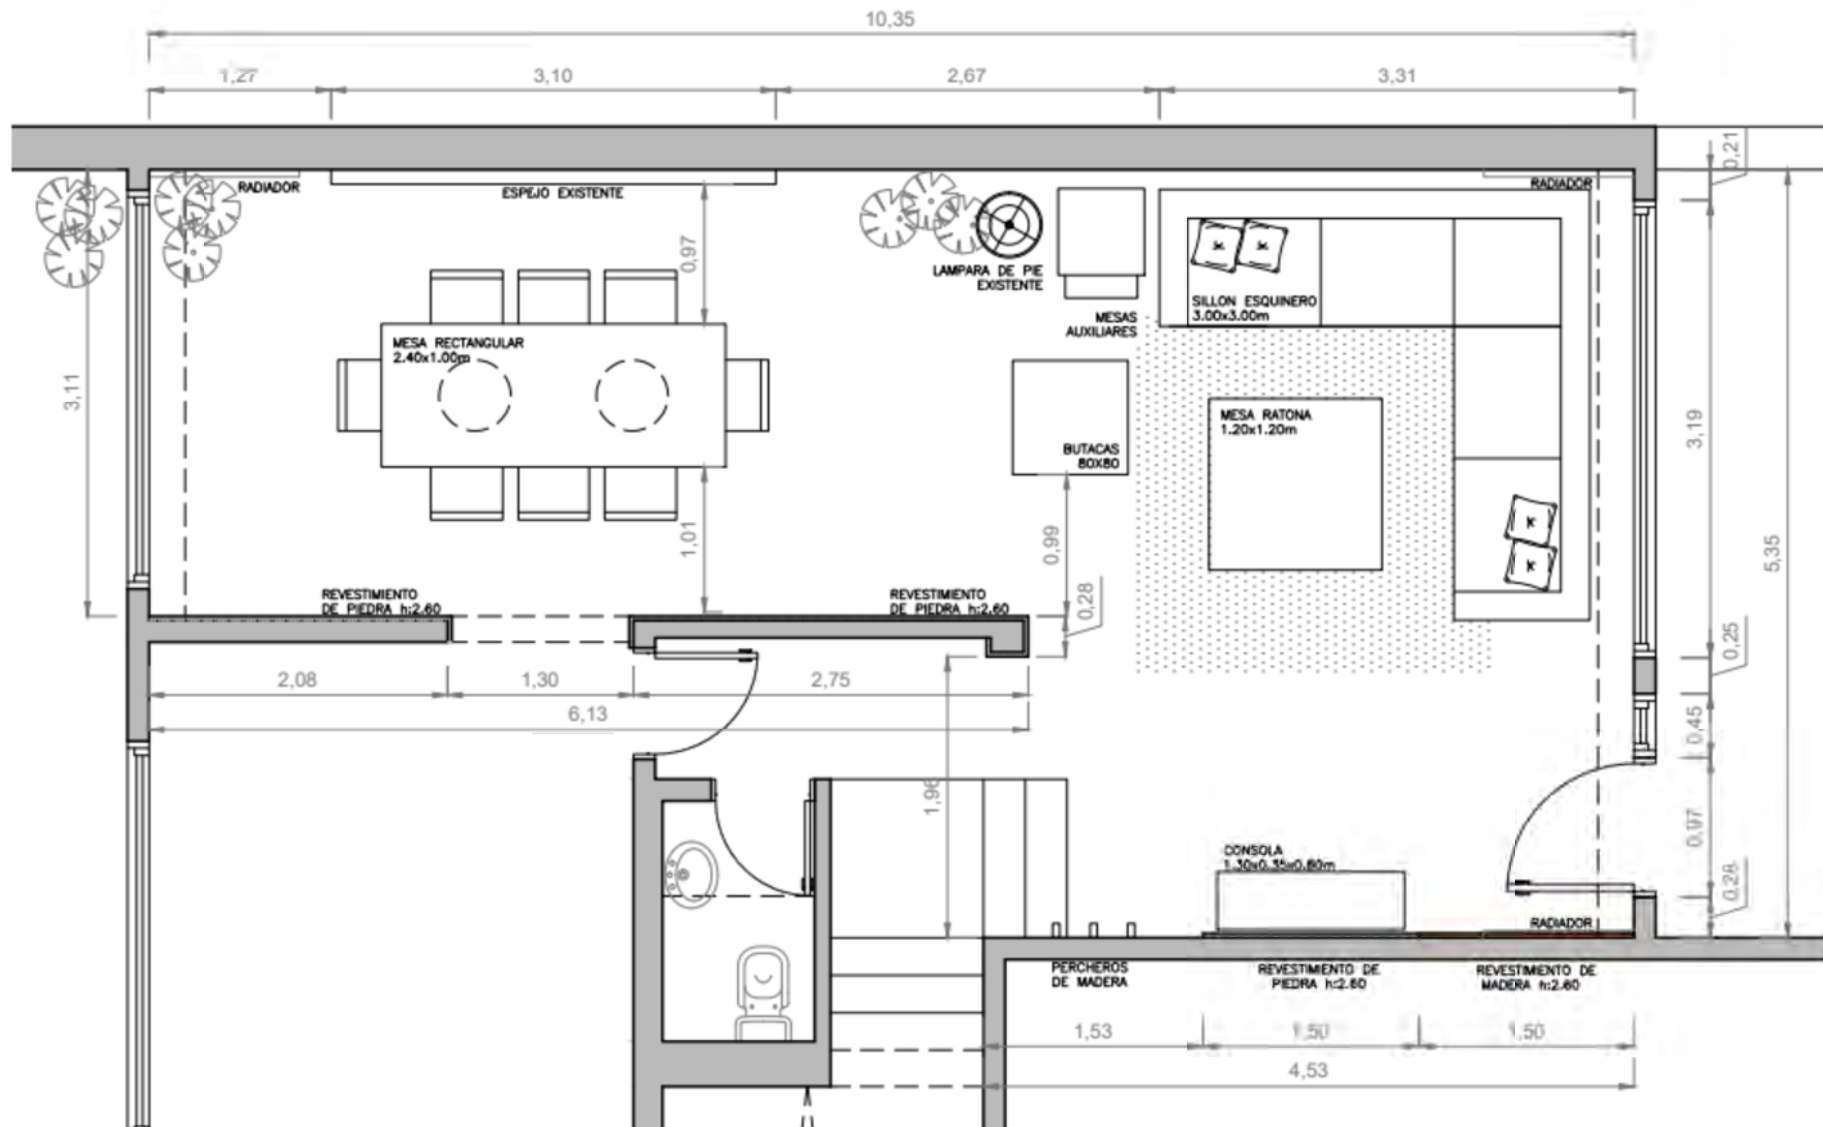 10,35
1,27
3,10
2,67
3,31
0,21
RADIADOR
ESPEJO EXISTENTE
RADIADOR
0,97
LAMPARA DE PIE
EXISTENTE
SILLON ESQUINERO
3.00x3.00m
MESAS
AUXILIARES
MESA RECTANGULAR
2.40x1.00m
3,11
MESA RATONA
1.20x1.20m
3,19
BUTACAS
80X80
1,01
0,99
5,35
REVESTIMIENTO
DE PIEDRA h:2.60
REVESTIMIENTO
DE PIEDRA h:2.60
0,28
0,25
2,08
1,30
2,75
6,13
0,45
1,96
0,97
CONSOLA
1.30x0.35x0.80m
0,28
RADIADOR
PERCHEROS
DE MADERA
REVESTIMIENTO DE
PIEDRA h:2.60
REVESTIMIENTO DE
MADERA h:2.60
1,53
1,50
1,50
4,53